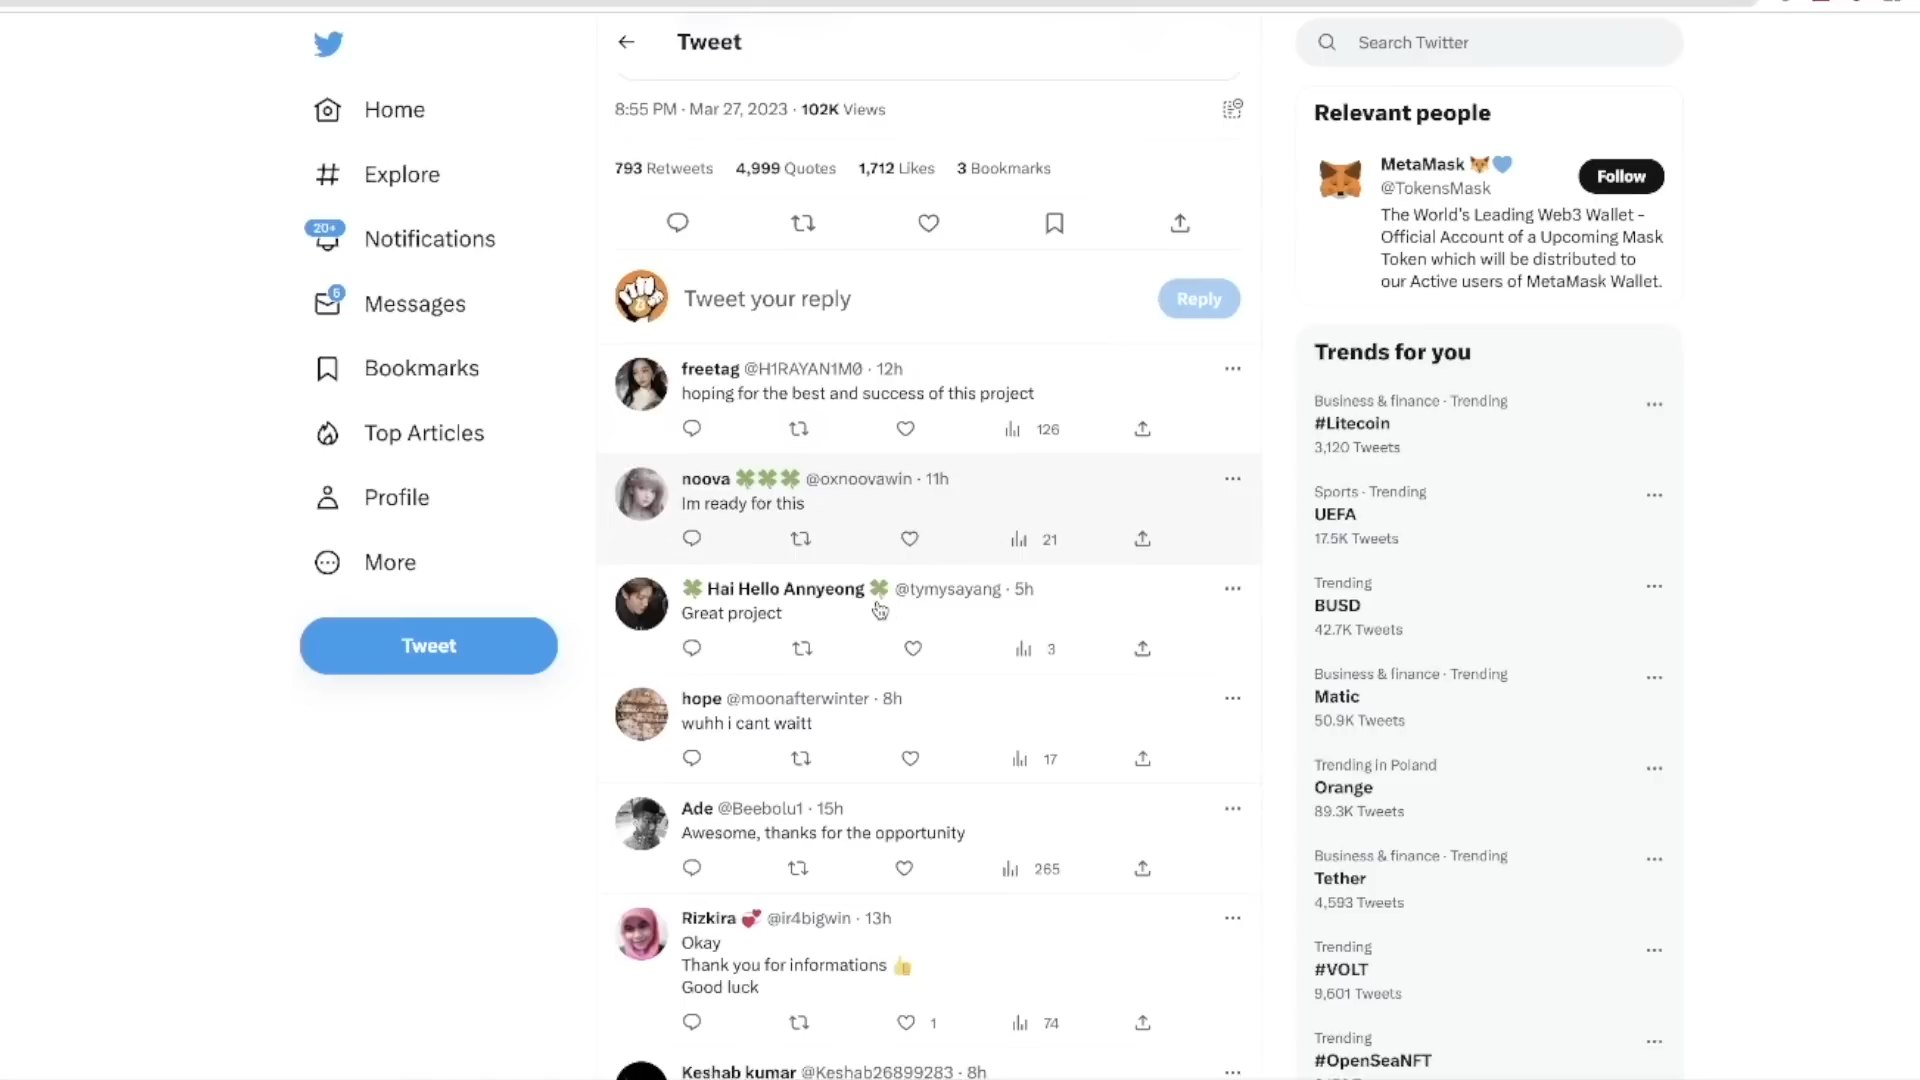 Tweet
Search Twitter
8:55 PM · Mar 27, 2023 · 102K Views
793 Retweets 4,999 Quotes 1,712 Likes 3 Bookmarks
Home
Explore
20+
Notifications
6
Messages
Bookmarks
Top Articles
Profile
More
Tweet
Tweet your reply
Reply
freetag @H1RAYAN1M0 · 12h
hoping for the best and success of this project
126
noova 🍀🍀🍀 @oxnoovawin · 11h
Im ready for this
21
🍀 Hai Hello Annyeong 🍀 @tymysayang · 5h
Great project
3
hope @moonafterwinter · 8h
wuhh i cant waitt
17
Ade @Beebolu1 · 15h
Awesome, thanks for the opportunity
265
Rizkira 💞 @ir4bigwin · 13h
Okay
Thank you for informations 👍
Good luck
1 74
Keshab kumar @Keshab26899283 · 8h
Relevant people
MetaMask 🦊💙
@TokensMask
Follow
The World's Leading Web3 Wallet -
Official Account of a Upcoming Mask
Token which will be distributed to
our Active users of MetaMask Wallet.
Trends for you
Business & finance · Trending
#Litecoin
3,120 Tweets
Sports · Trending
UEFA
17.5K Tweets
Trending
BUSD
42.7K Tweets
Business & finance · Trending
Matic
50.9K Tweets
Trending in Poland
Orange
89.3K Tweets
Business & finance · Trending
Tether
4,593 Tweets
Trending
#VOLT
9,601 Tweets
Trending
#OpenSeaNFT